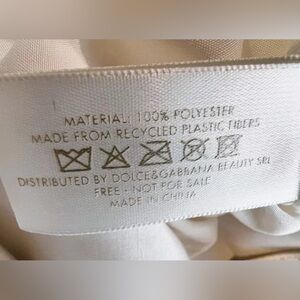 MATERIAL: 100% POLYESTER
MADE FROM RECYCLED PLASTIC FIBERS
DISTRIBUTED BY DOLCE&GABBANA BEAUTY SRL
FREE - NOT FOR SALE
MADE IN CHINA